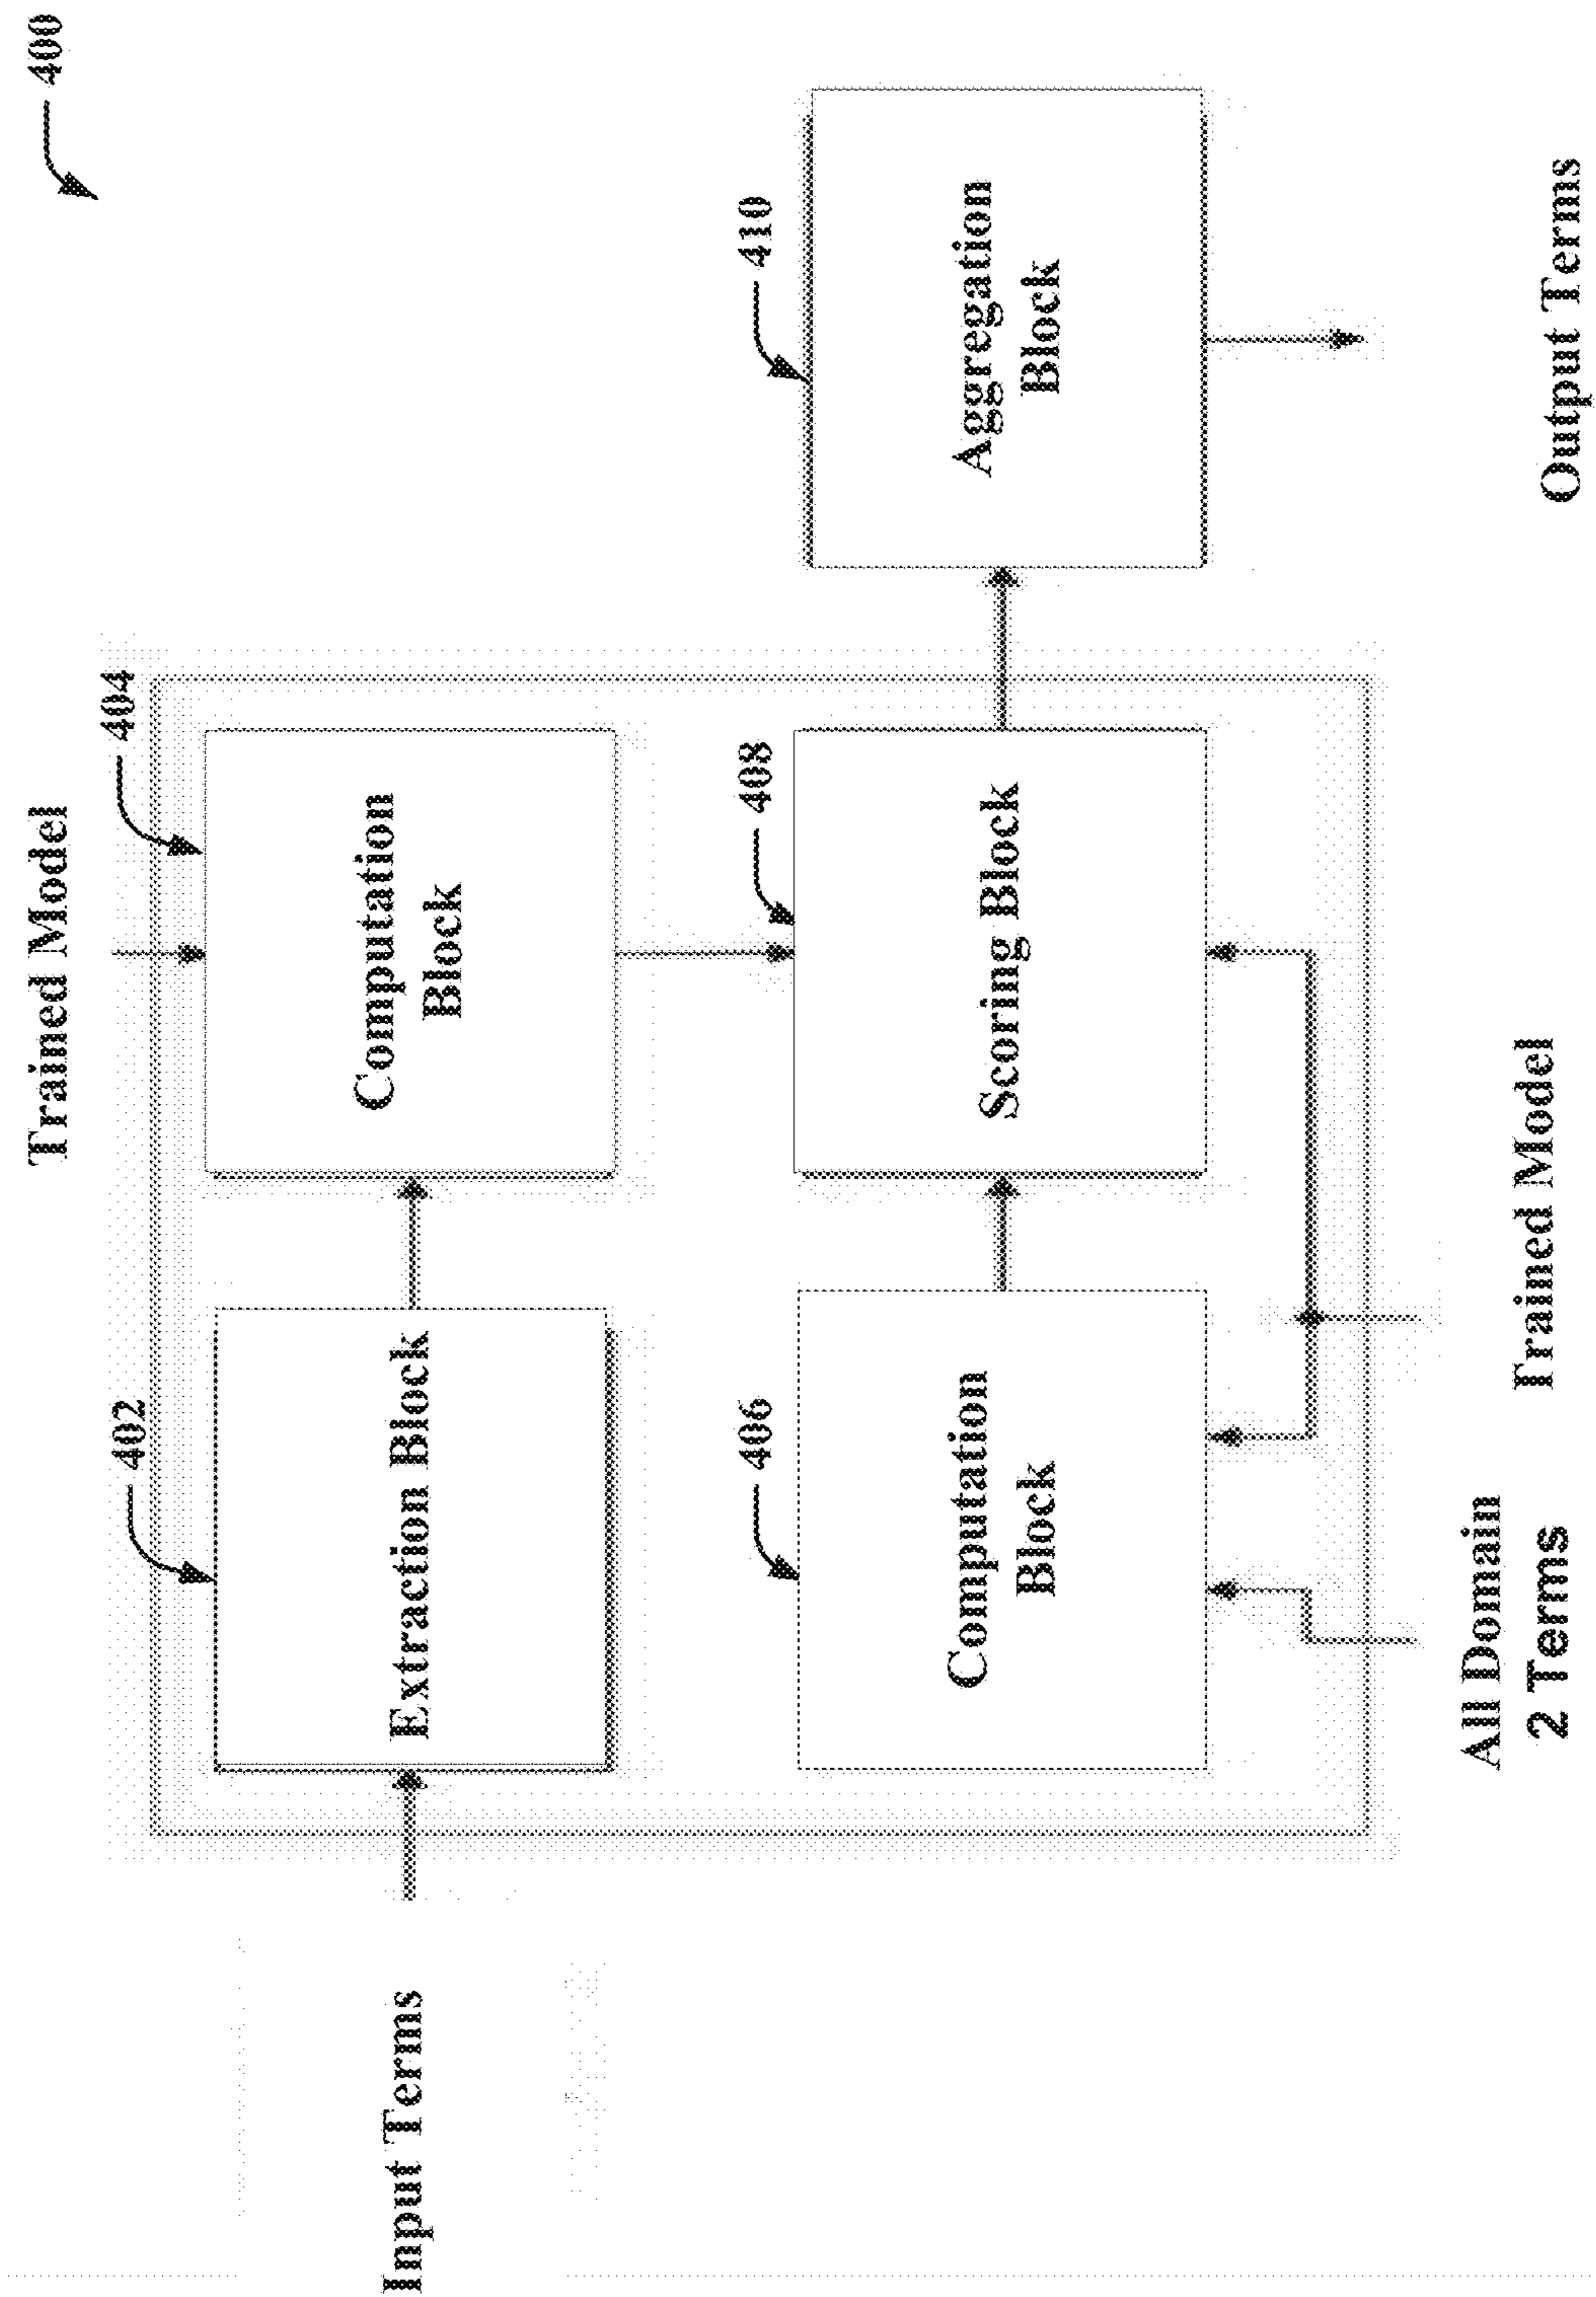 400
Trained Model
404
402
Extraction Block
Computation
Block
Input Terms
410
408
406
Computation
Block
Scoring Block
Aggregation
Block
All Domain
2 Terms
Trained Model
Output Terms